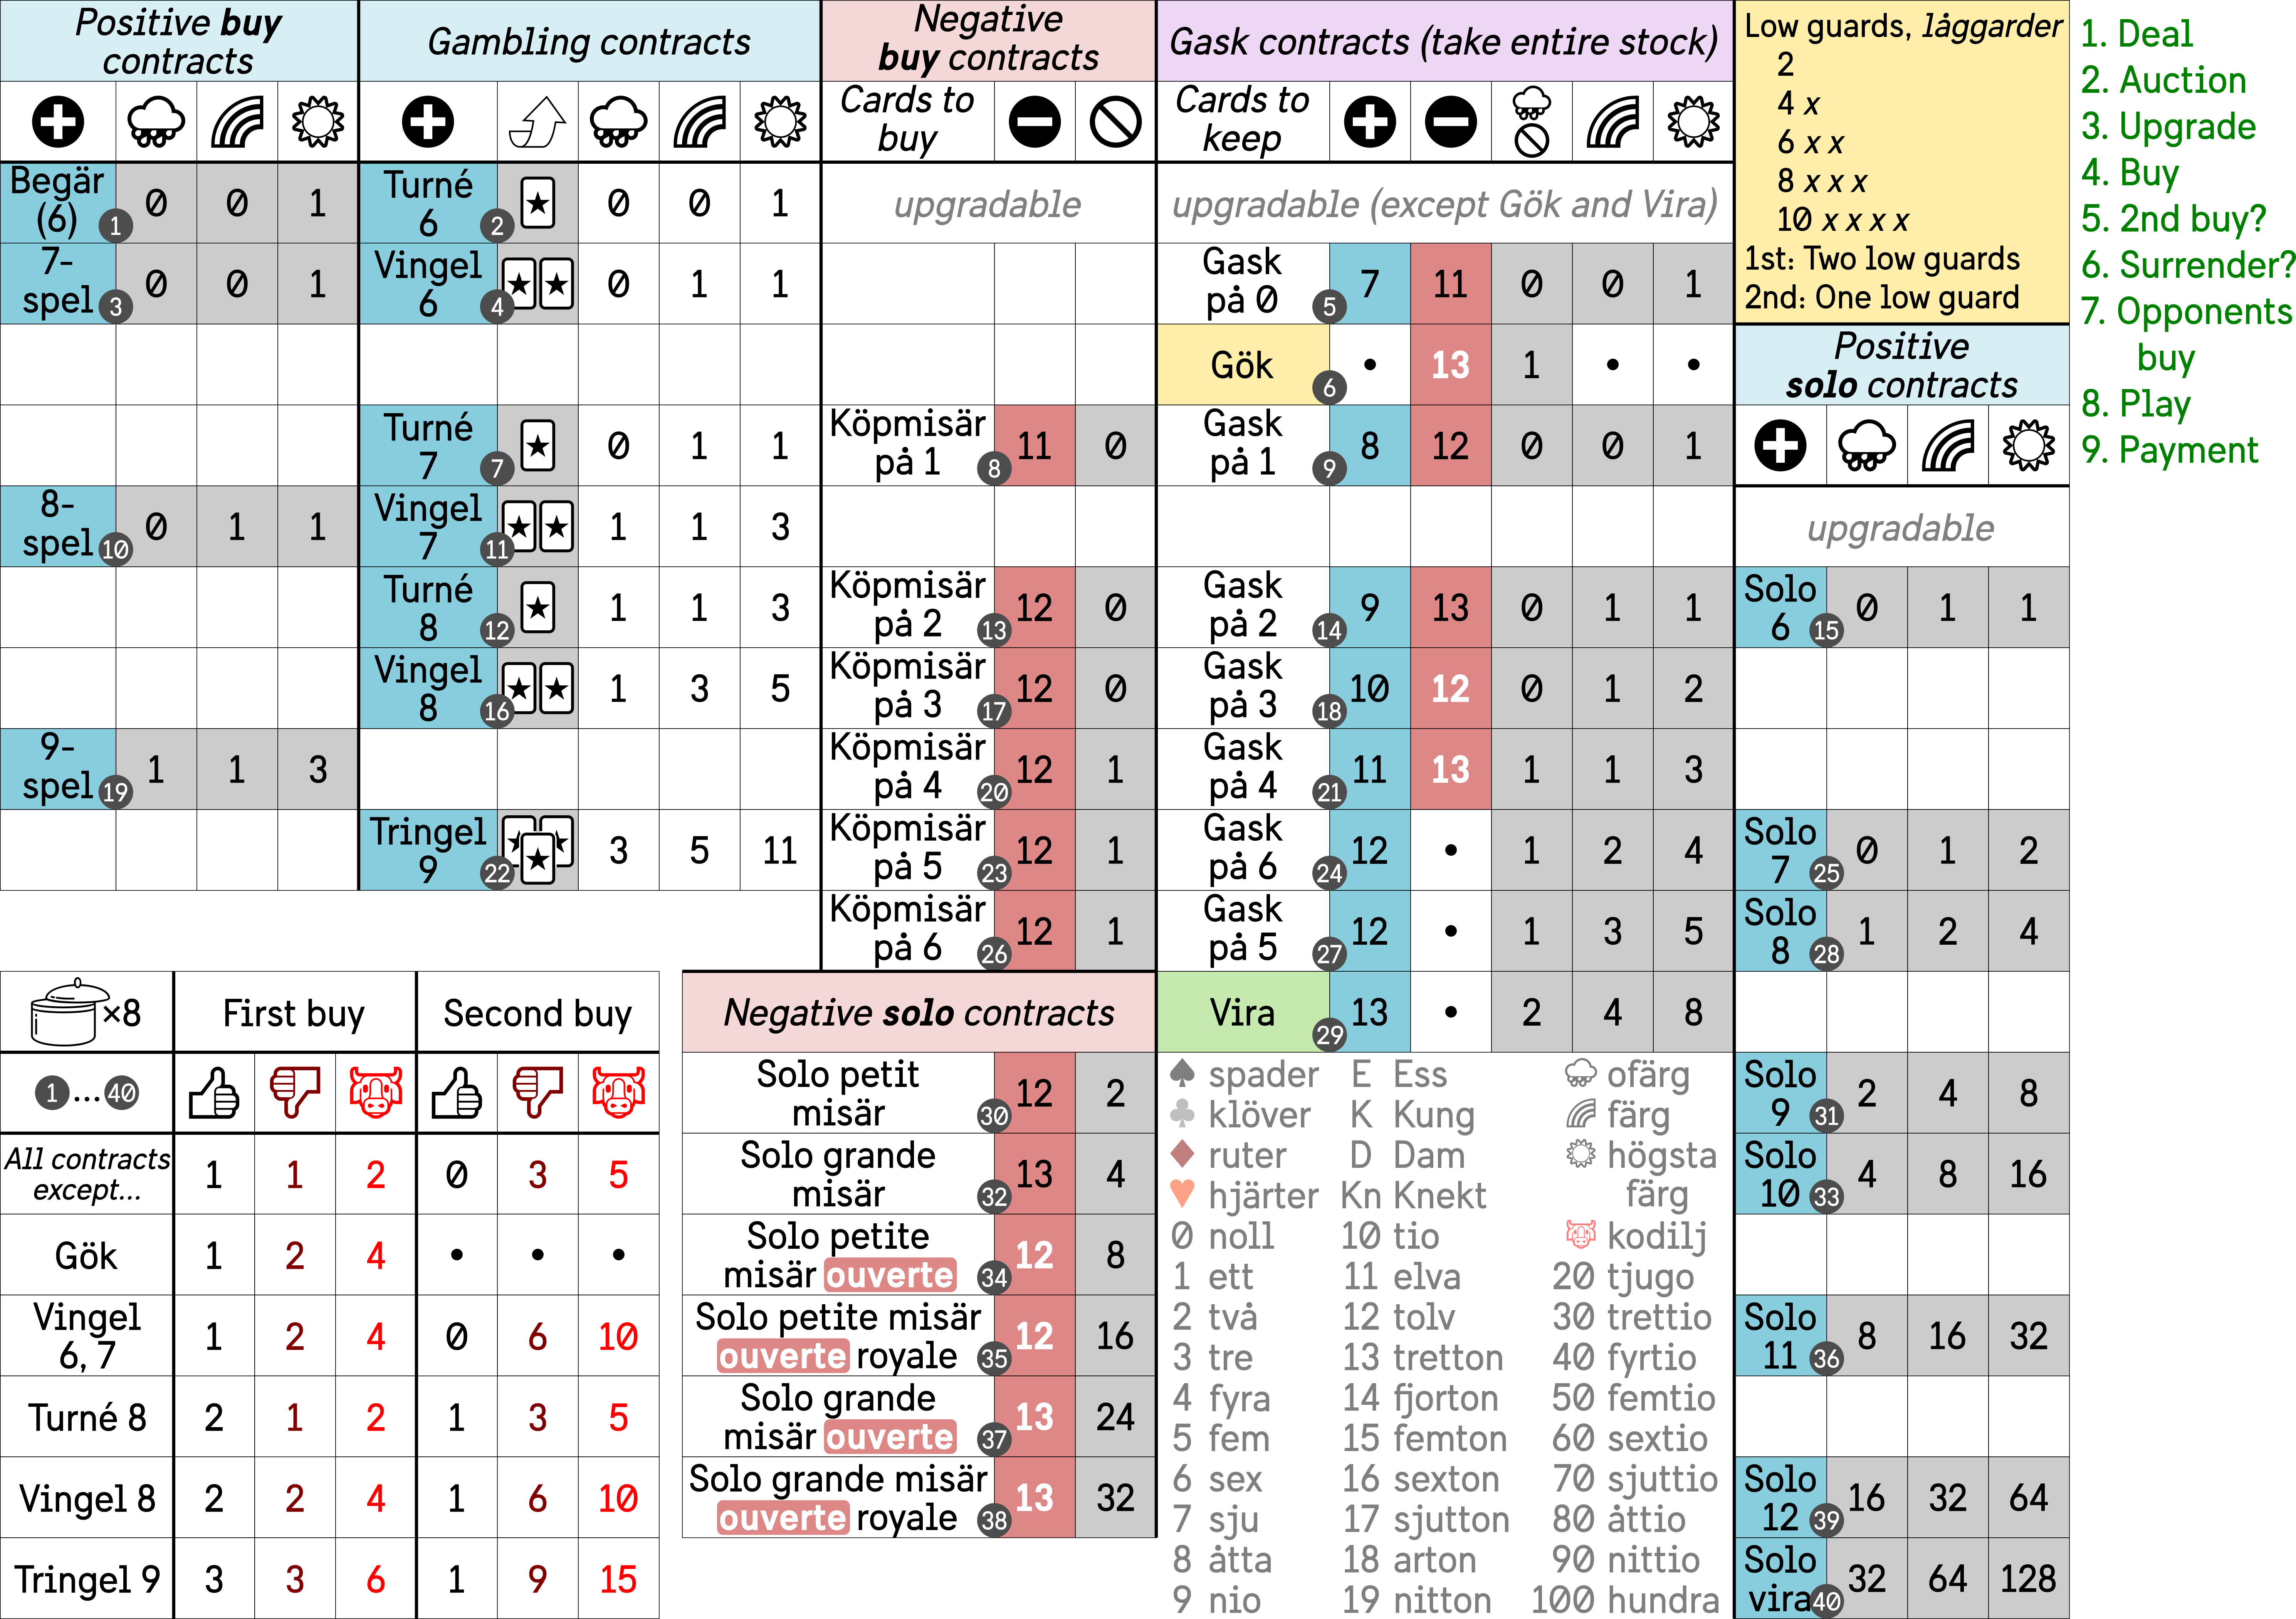 Positive buy
contracts
Gambling contracts
Negative
buy contracts
Gask contracts (take entire stock)
Cards to
buy
Cards to
keep
Begär
(6) 1 0 0 1
7-
spel 3 0 0 1
8-
spel 10 0 1 1
9-
spel 19 1 1 3
Turné
6 2 0 0 1
Vingel
6 4 0 1 1
Turné
7 7 0 1 1
Vingel
7 11 1 1 3
Turné
8 12 1 1 3
Vingel
8 16 1 3 5
Tringel
9 22 3 5 11
upgradable
Köpmisär
på 1 8 11 0
Köpmisär
på 2 13 12 0
Köpmisär
på 3 17 12 0
Köpmisär
på 4 20 12 1
Köpmisär
på 5 23 12 1
Köpmisär
på 6 26 12 1
upgradable (except Gök and Vira)
Gask
på 0 5 7 11 0 0 1
Gök 6 • 13 1 • •
Gask
på 1 9 8 12 0 0 1
Gask
på 2 14 9 13 0 1 1
Gask
på 3 18 10 12 0 1 2
Gask
på 4 21 11 13 1 1 3
Gask
på 6 24 12 • 1 2 4
Gask
på 5 27 12 • 1 3 5
Vira 29 13 • 2 4 8
Low guards, låggarder
2
4 x
6 x x
8 x x x
10 x x x x
1st: Two low guards
2nd: One low guard
Positive
solo contracts
upgradable
Solo
6 15 0 1 1
Solo
7 25 0 1 2
Solo
8 28 1 2 4
Solo
9 31 2 4 8
Solo
10 33 4 8 16
Solo
11 36 8 16 32
Solo
12 39 16 32 64
Solo
vira 40 32 64 128
1. Deal
2. Auction
3. Upgrade
4. Buy
5. 2nd buy?
6. Surrender?
7. Opponents
buy
8. Play
9. Payment
×8 First buy Second buy
1 ... 40
All contracts
except... 1 1 2 0 3 5
Gök 1 2 4 • • •
Vingel
6, 7 1 2 4 0 6 10
Turné 8 2 1 2 1 3 5
Vingel 8 2 2 4 1 6 10
Tringel 9 3 3 6 1 9 15
Negative solo contracts
Solo petit
misär 30 12 2
Solo grande
misär 32 13 4
Solo petite
misär ouverte 34 12 8
Solo petite misär
ouverte royale 35 12 16
Solo grande
misär ouverte 37 13 24
Solo grande misär
ouverte royale 38 13 32
♠ spader E Ess ofärg
♣ klöver K Kung färg
♦ ruter D Dam högsta
♥ hjärter Kn Knekt färg
0 noll 10 tio kodilj
1 ett 11 elva 20 tjugo
2 två 12 tolv 30 trettio
3 tre 13 tretton 40 fyrtio
4 fyra 14 fjorton 50 femtio
5 fem 15 femton 60 sextio
6 sex 16 sexton 70 sjuttio
7 sju 17 sjutton 80 åttio
8 åtta 18 arton 90 nittio
9 nio 19 nitton 100 hundra